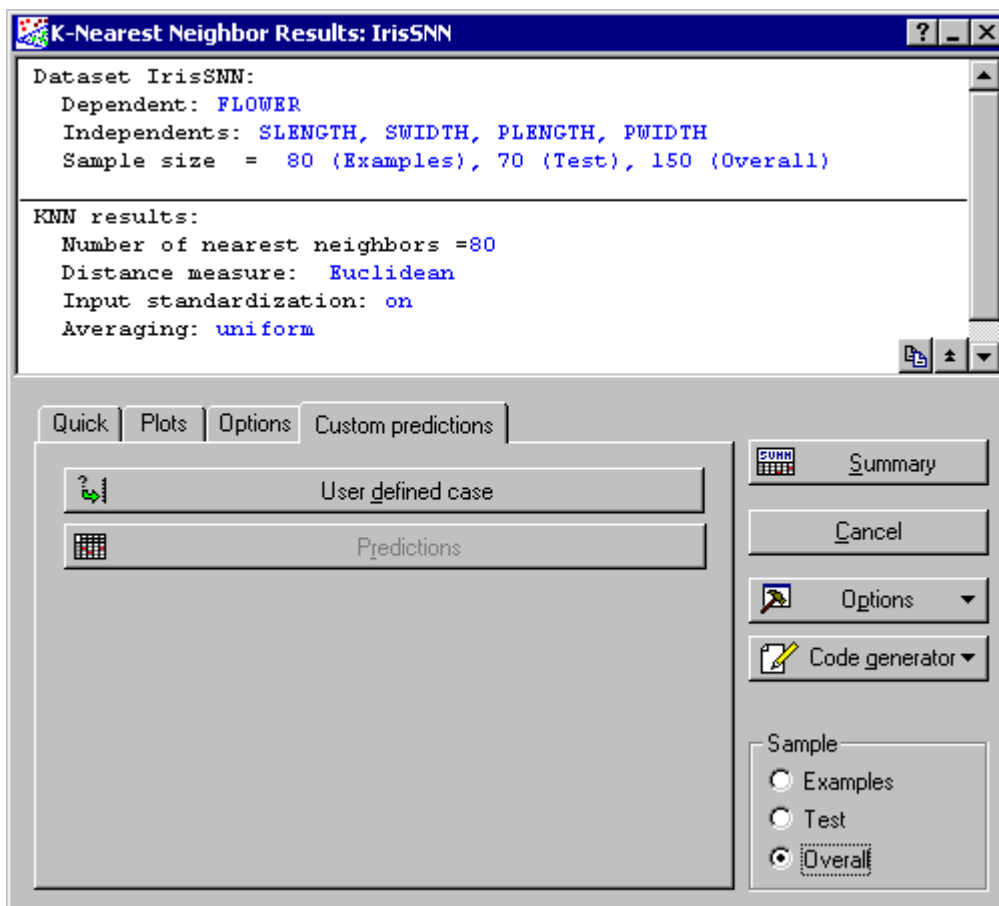 K-Nearest Neighbor Results: IrisSNN
Dataset IrisSNN:
Dependent: FLOWER
Independents: SLENGTH, SWIDTH, PLENGTH, PWIDTH
Sample size = 80 (Examples), 70 (Test), 150 (Overall)
KNN results:
Number of nearest neighbors =80
Distance measure: Euclidean
Input standardization: on
Averaging: uniform
Quick Plots Options Custom predictions
User defined case
Predictions
SUMM Summary
Cancel
Options
Code generator
Sample
Examples
Test
Overall